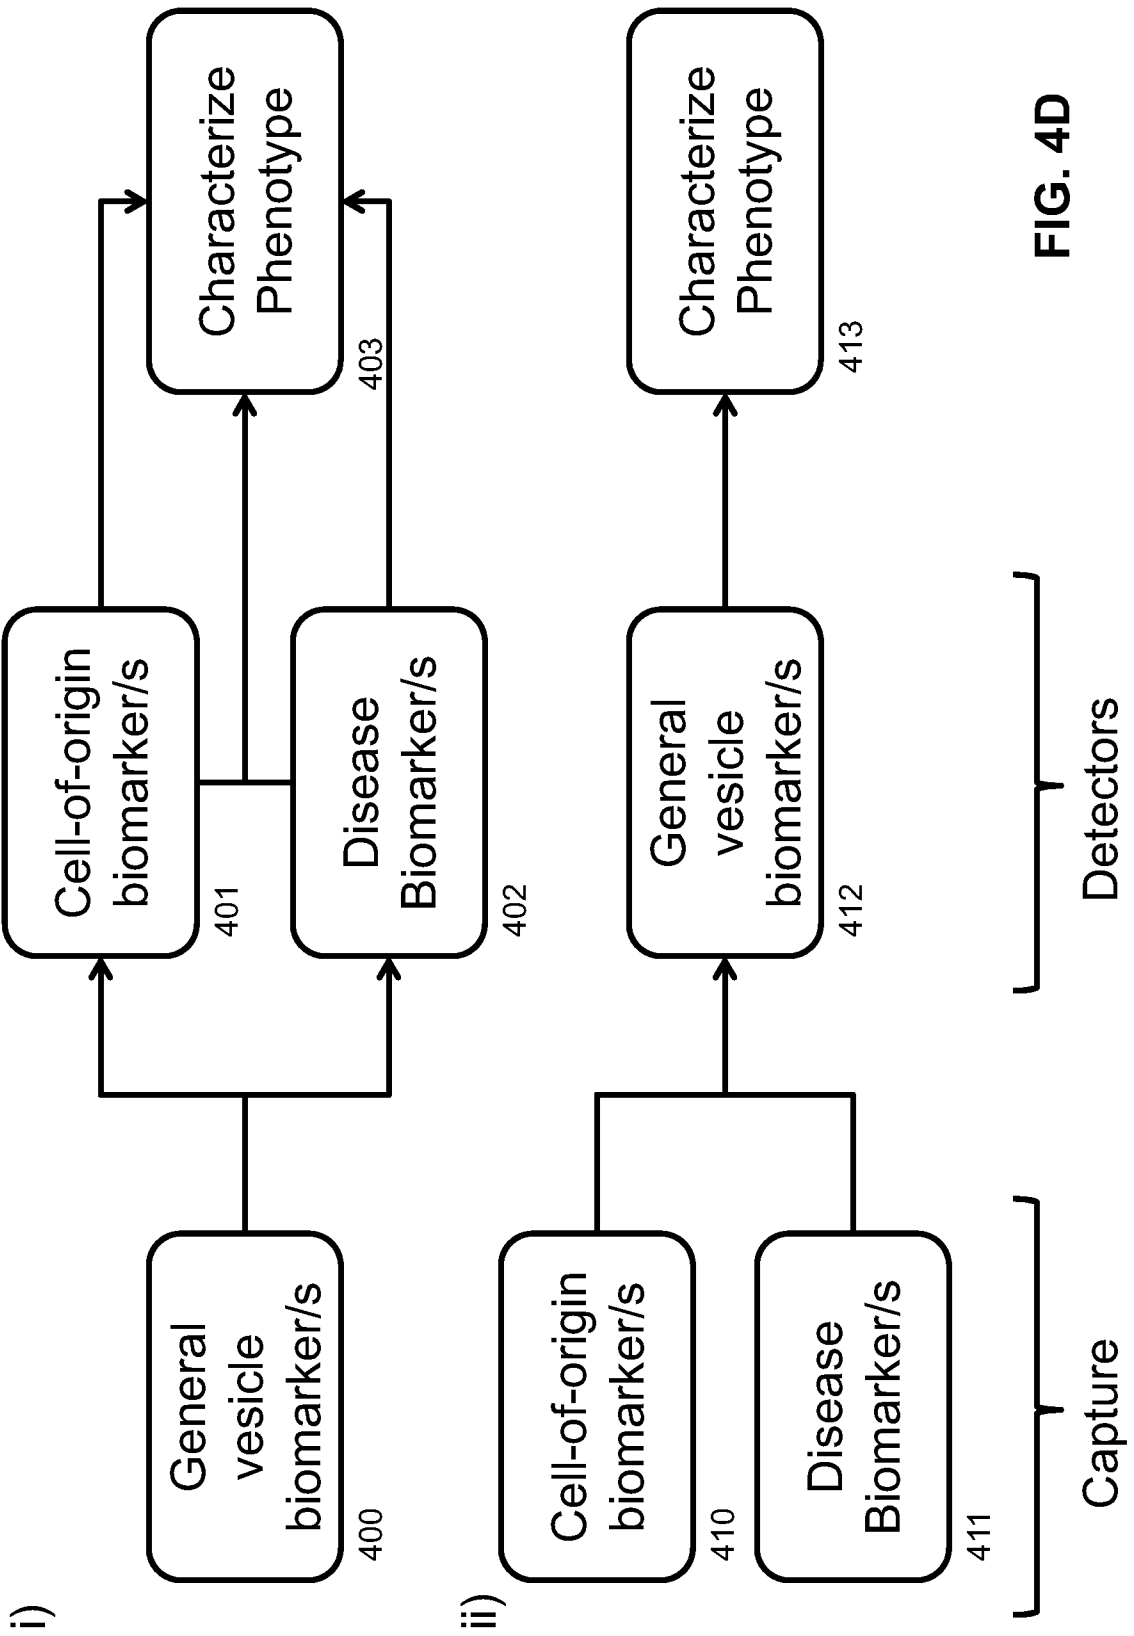 i)
General
vesicle
biomarker/s
400
Cell-of-origin
biomarker/s
401
Disease
Biomarker/s
402
Characterize
Phenotype
403
ii)
Cell-of-origin
biomarker/s
410
Disease
Biomarker/s
411
General
vesicle
biomarker/s
412
Characterize
Phenotype
413
Capture
Detectors
FIG. 4D